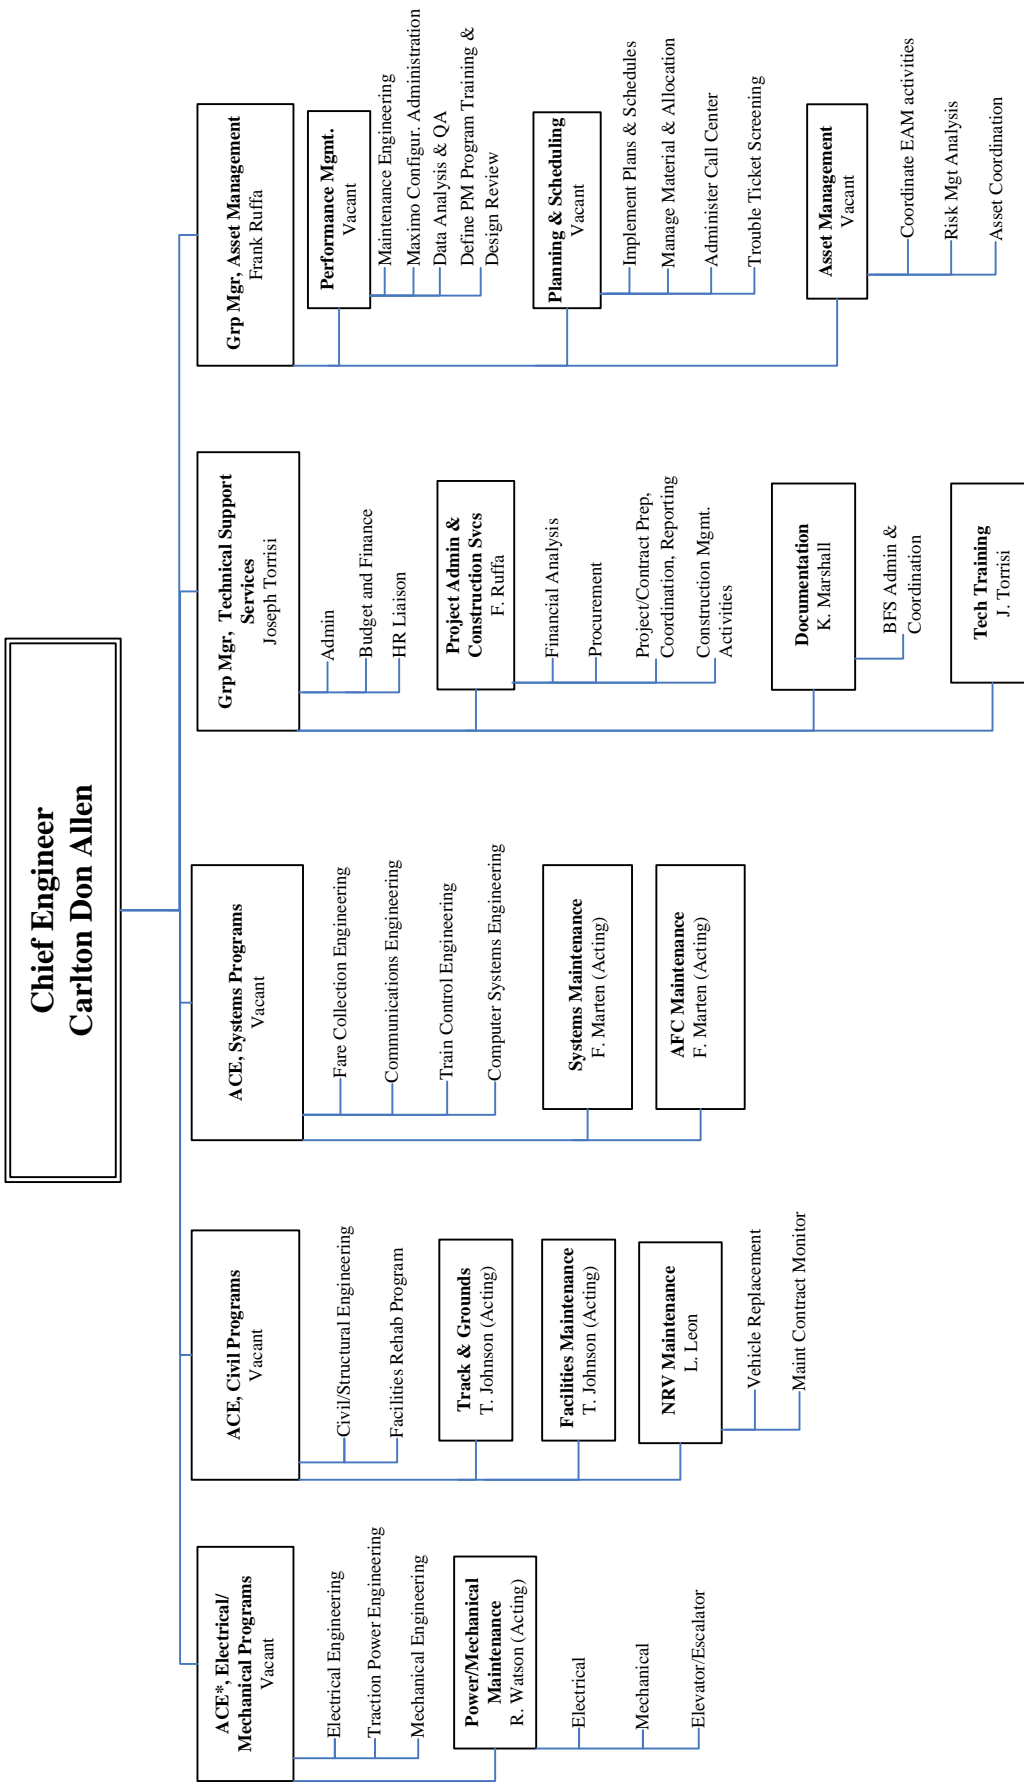 Chief Engineer
Carlton Don Allen
ACE*, Electrical/
Mechanical Programs
Vacant
Electrical Engineering
Traction Power Engineering
Mechanical Engineering
Power/Mechanical
Maintenance
R. Watson (Acting)
Electrical
Mechanical
Elevator/Escalator
ACE, Civil Programs
Vacant
Civil/Structural Engineering
Facilities Rehab Program
Track & Grounds
T. Johnson (Acting)
Facilities Maintenance
T. Johnson (Acting)
NRV Maintenance
L. Leon
Vehicle Replacement
Maint Contract Monitor
ACE, Systems Programs
Vacant
Fare Collection Engineering
Communications Engineering
Train Control Engineering
Computer Systems Engineering
Systems Maintenance
F. Marten (Acting)
AFC Maintenance
F. Marten (Acting)
Grp Mgr, Technical Support
Services
Joseph Torrisi
Admin
Budget and Finance
HR Liaison
Project Admin &
Construction Svcs
F. Ruffa
Financial Analysis
Procurement
Project/Contract Prep,
Coordination, Reporting
Construction Mgmt.
Activities
Documentation
K. Marshall
BFS Admin &
Coordination
Tech Training
J. Torrisi
Grp Mgr, Asset Management
Frank Ruffa
Performance Mgmt.
Vacant
Maintenance Engineering
Maximo Configur. Administration
Data Analysis & QA
Define PM Program Training &
Design Review
Planning & Scheduling
Vacant
Implement Plans & Schedules
Manage Material & Allocation
Administer Call Center
Trouble Ticket Screening
Asset Management
Vacant
Coordinate EAM activities
Risk Mgt Analysis
Asset Coordination